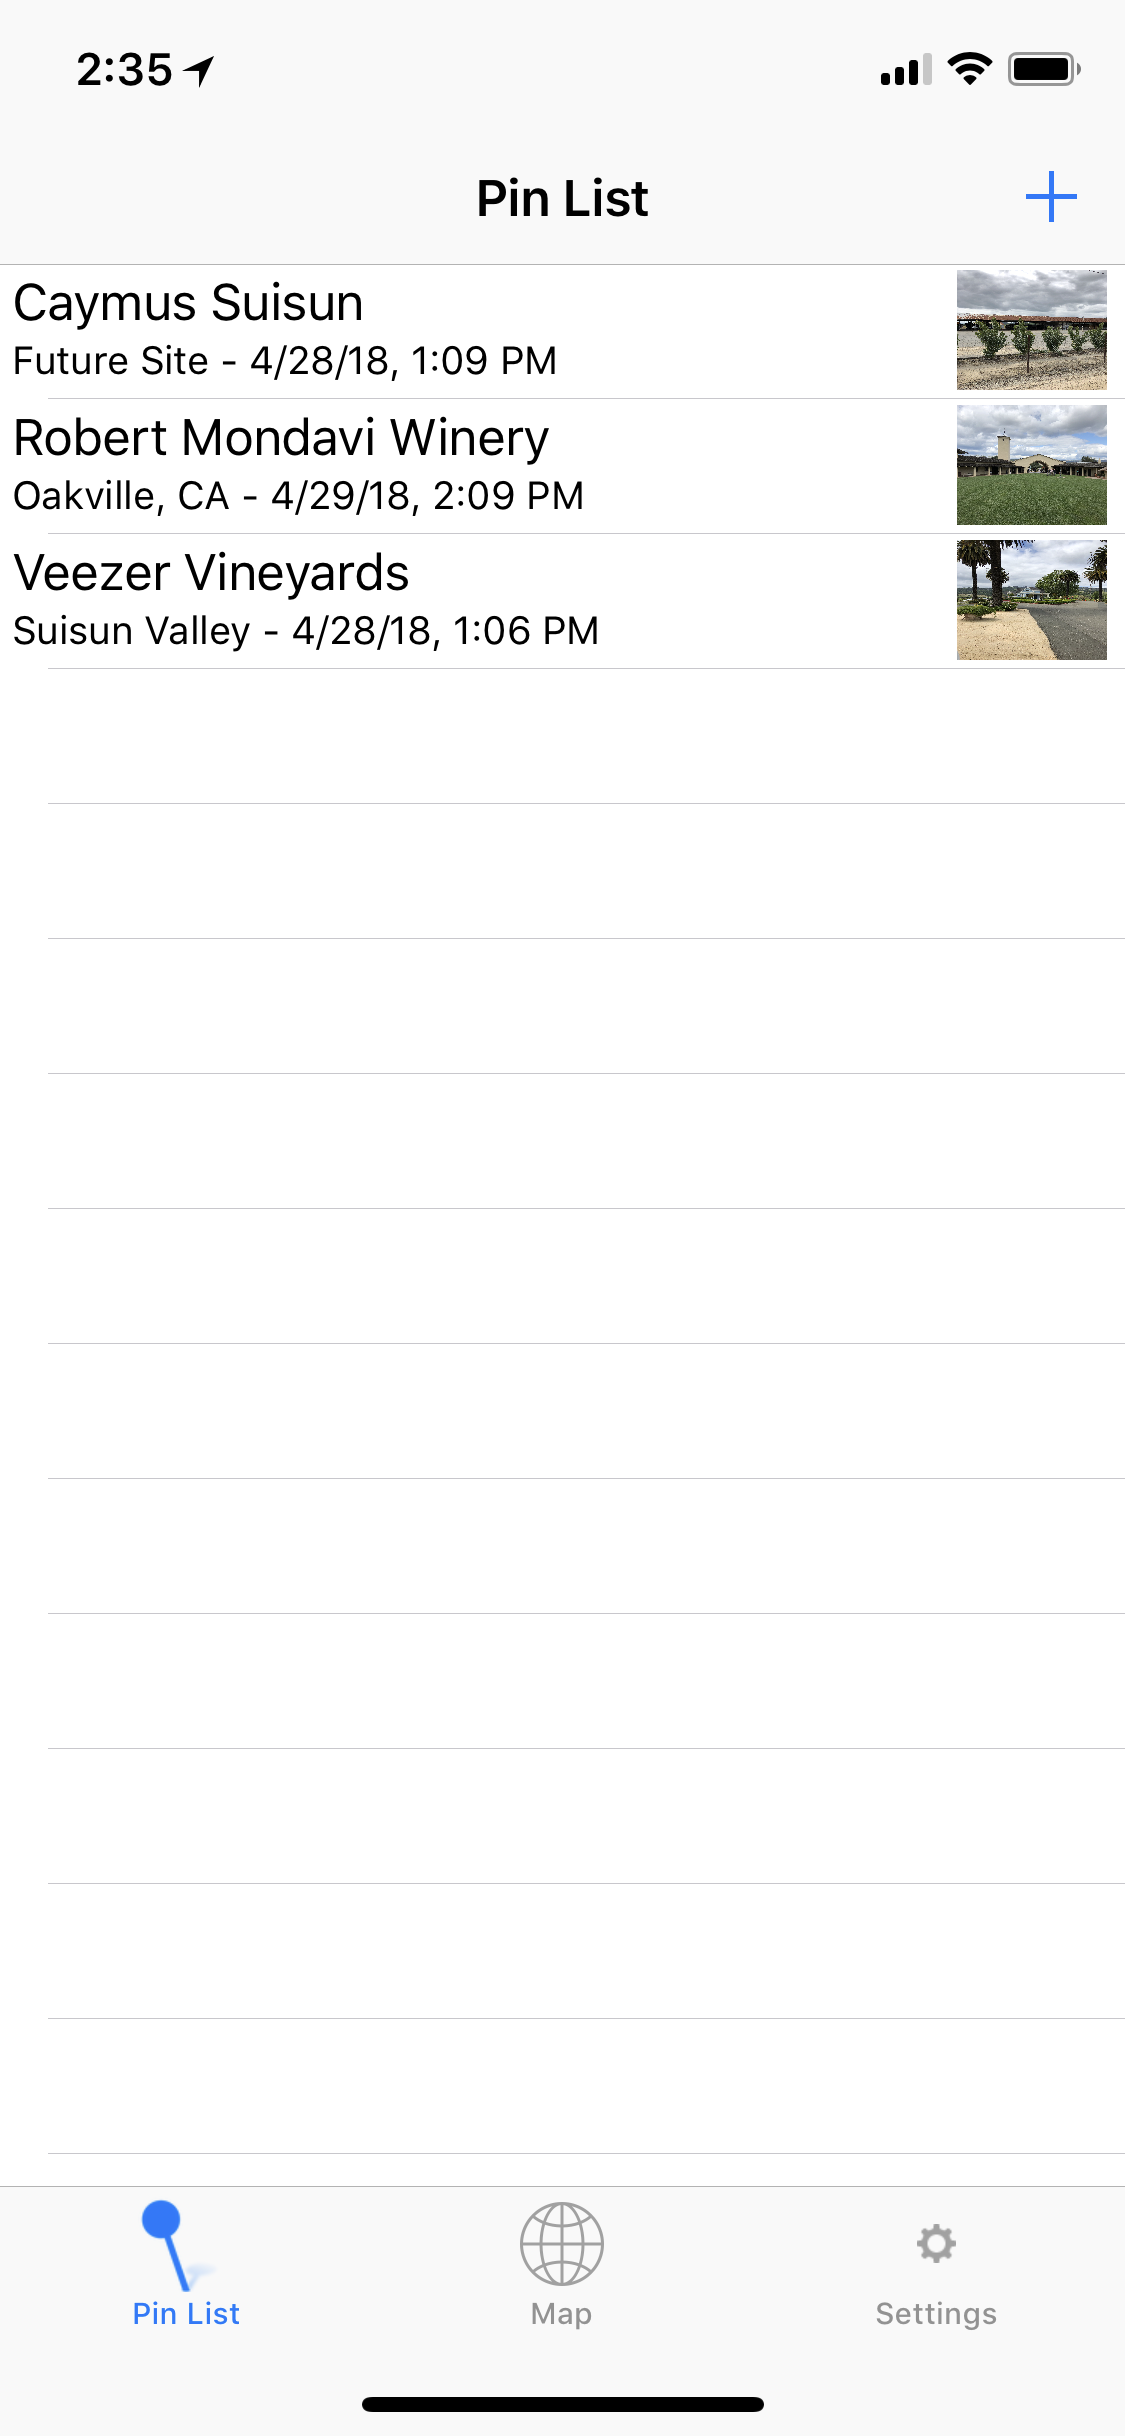 2:35
Pin List
Caymus Suisun
Future Site - 4/28/18, 1:09 PM
Robert Mondavi Winery
Oakville, CA - 4/29/18, 2:09 PM
Veezer Vineyards
Suisun Valley - 4/28/18, 1:06 PM
Pin List
Map
Settings